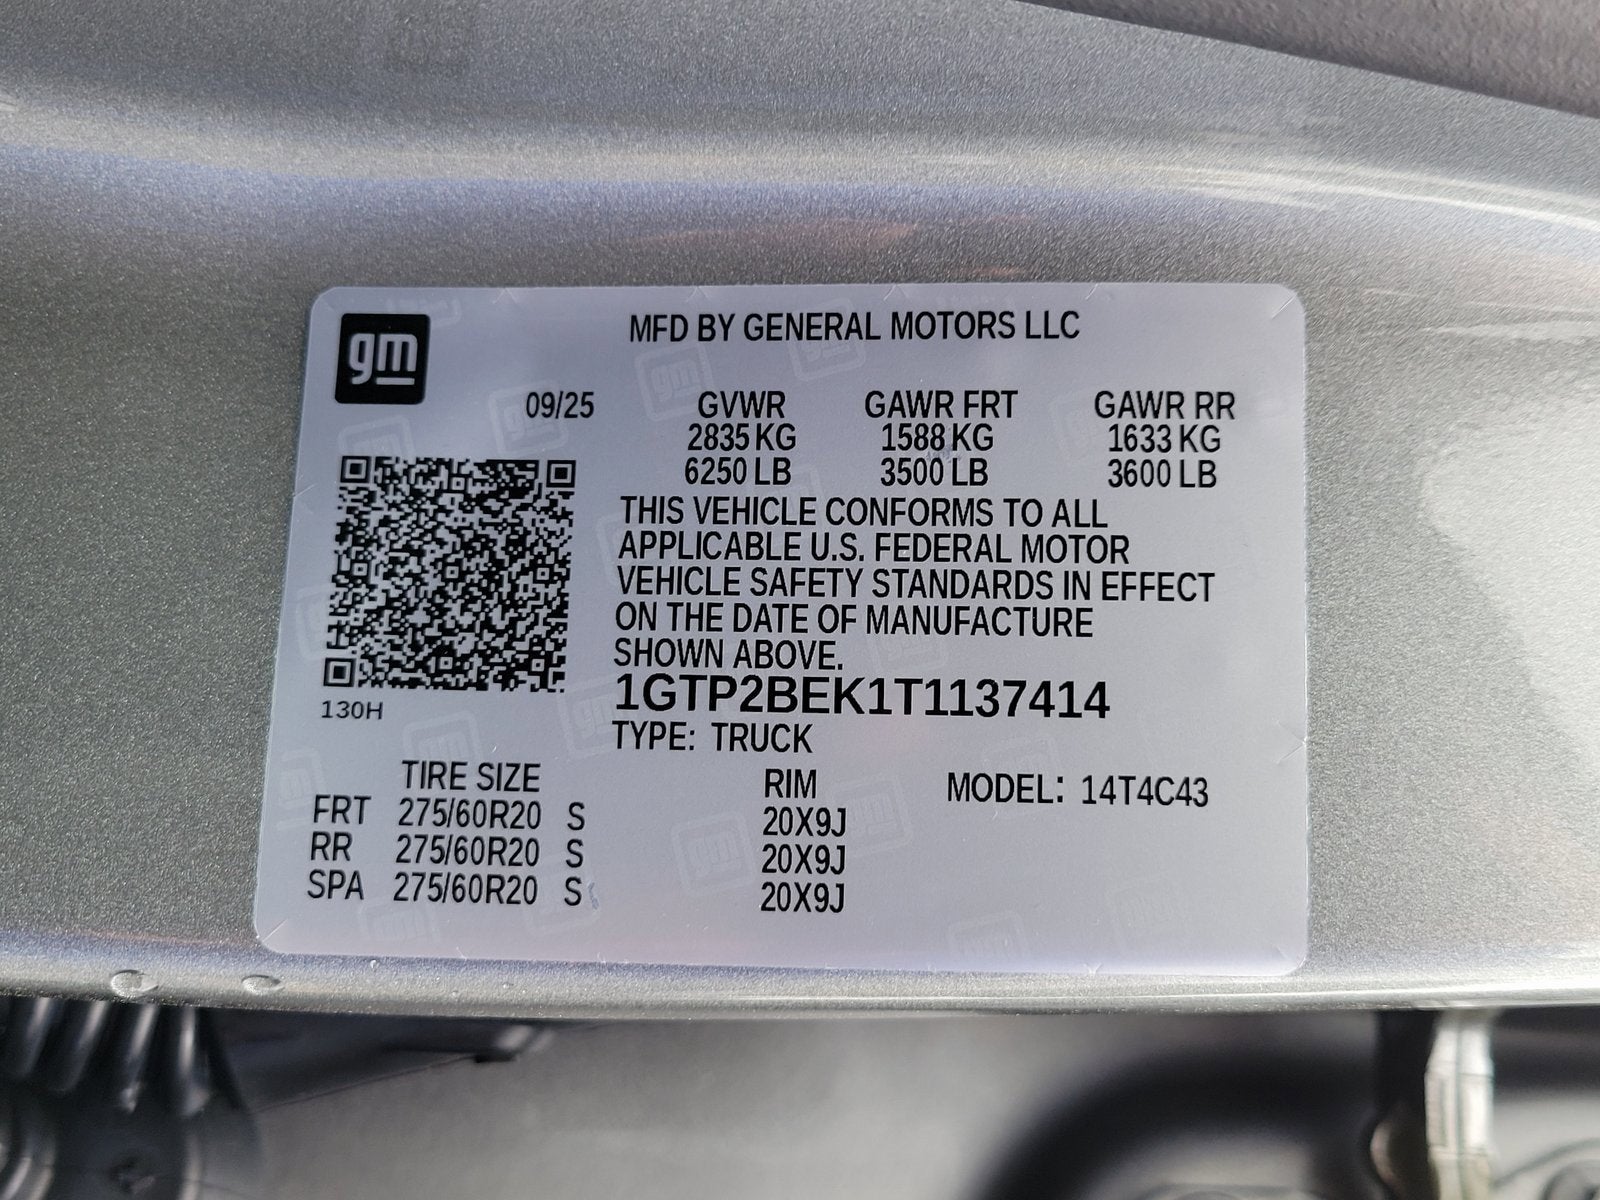 gm
MFD BY GENERAL MOTORS LLC
09/25 GVWR GAWR FRT GAWR RR
2835 KG 1588 KG 1633 KG
6250 LB 3500 LB 3600 LB
THIS VEHICLE CONFORMS TO ALL
APPLICABLE U.S. FEDERAL MOTOR
VEHICLE SAFETY STANDARDS IN EFFECT
ON THE DATE OF MANUFACTURE
SHOWN ABOVE.
1GTP2BEK1T1137414
130H
TYPE: TRUCK
TIRE SIZE RIM MODEL: 14T4C43
FRT 275/60R20 S 20X9J
RR 275/60R20 S 20X9J
SPA 275/60R20 S 20X9J